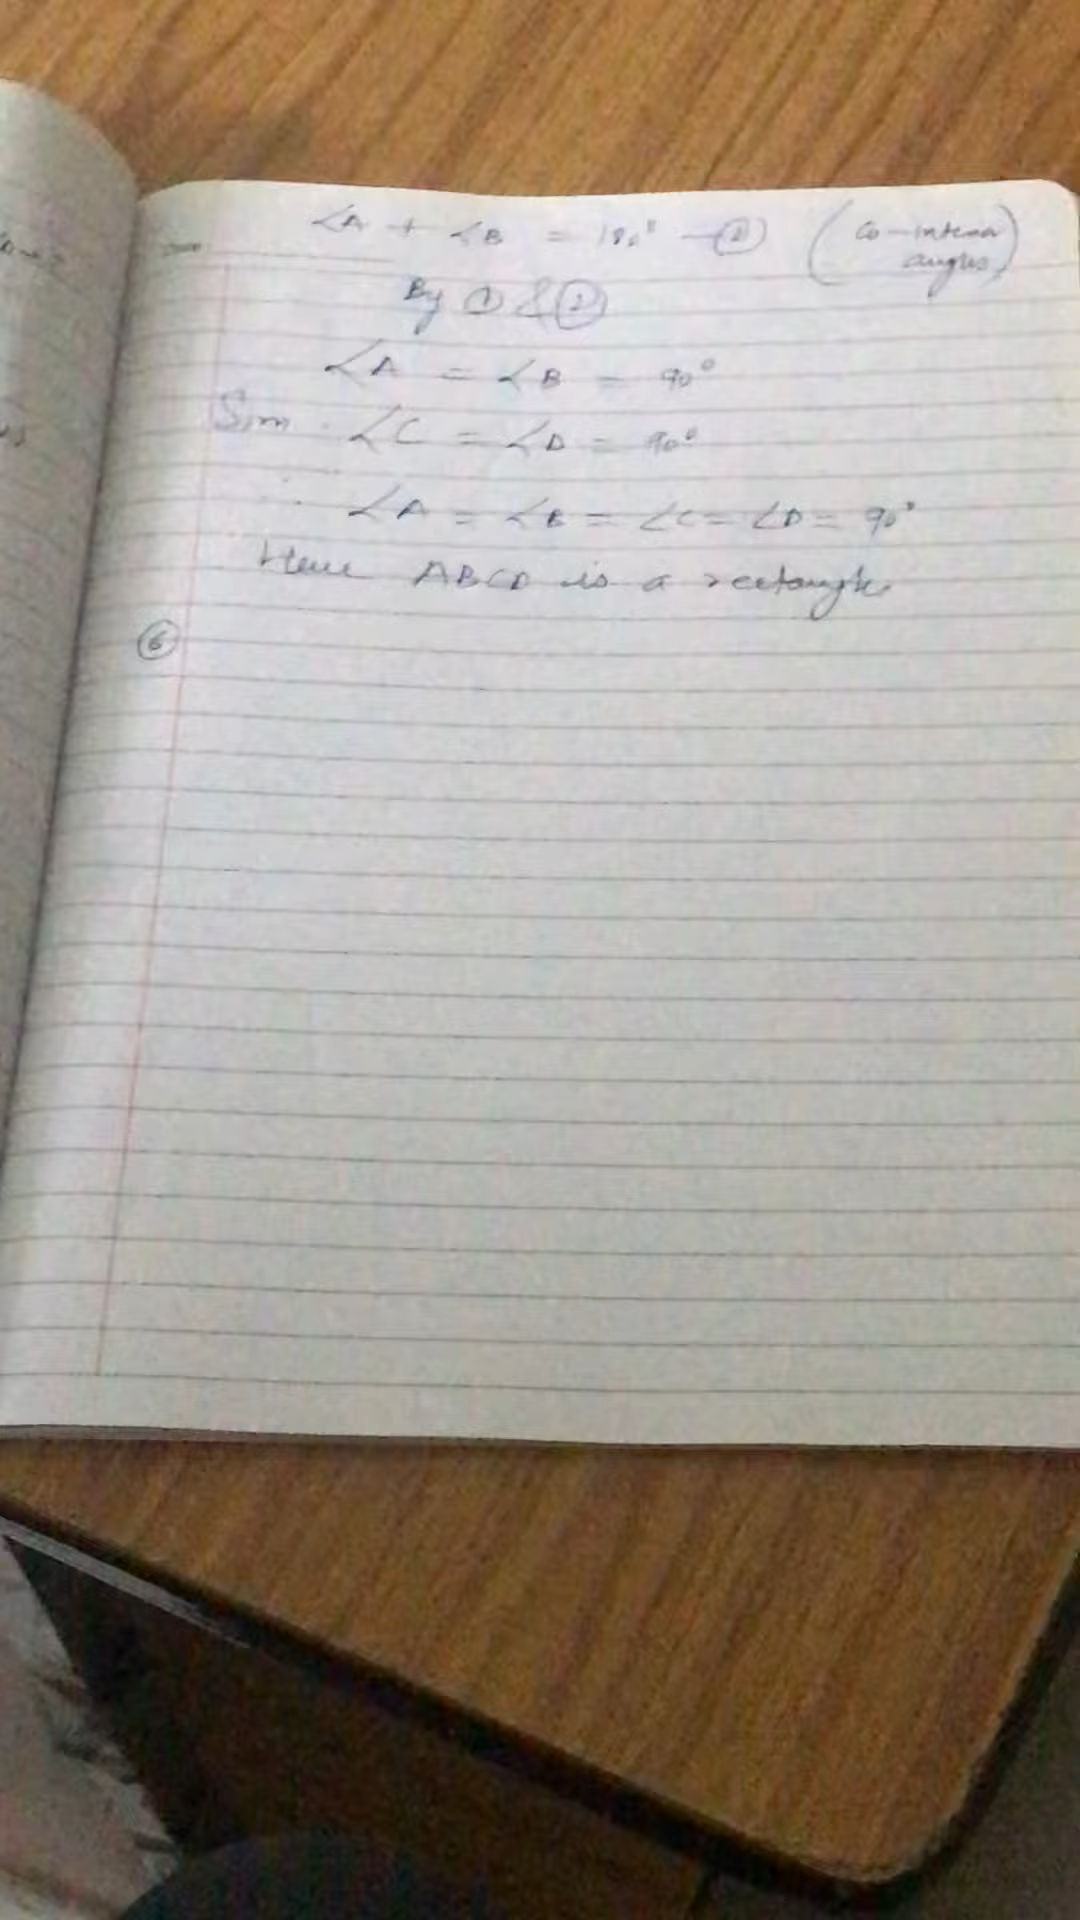 ∠A + ∠B = 180° — ② (Co-interior angles)
By ① & ②
∠A = ∠B = 90°
Sim. ∠C = ∠D = 90°
∴ ∠A = ∠B = ∠C = ∠D = 90°
Hence ABCD is a rectangle
⑥